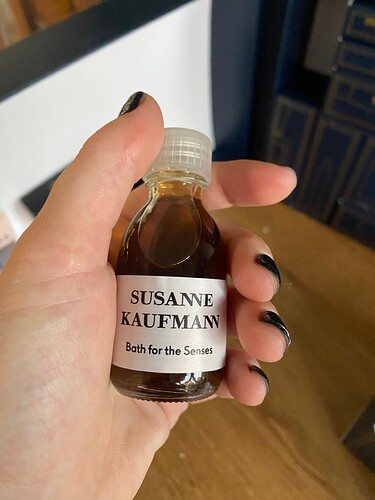 SUSANNE
KAUFMANN
Bath for the Senses